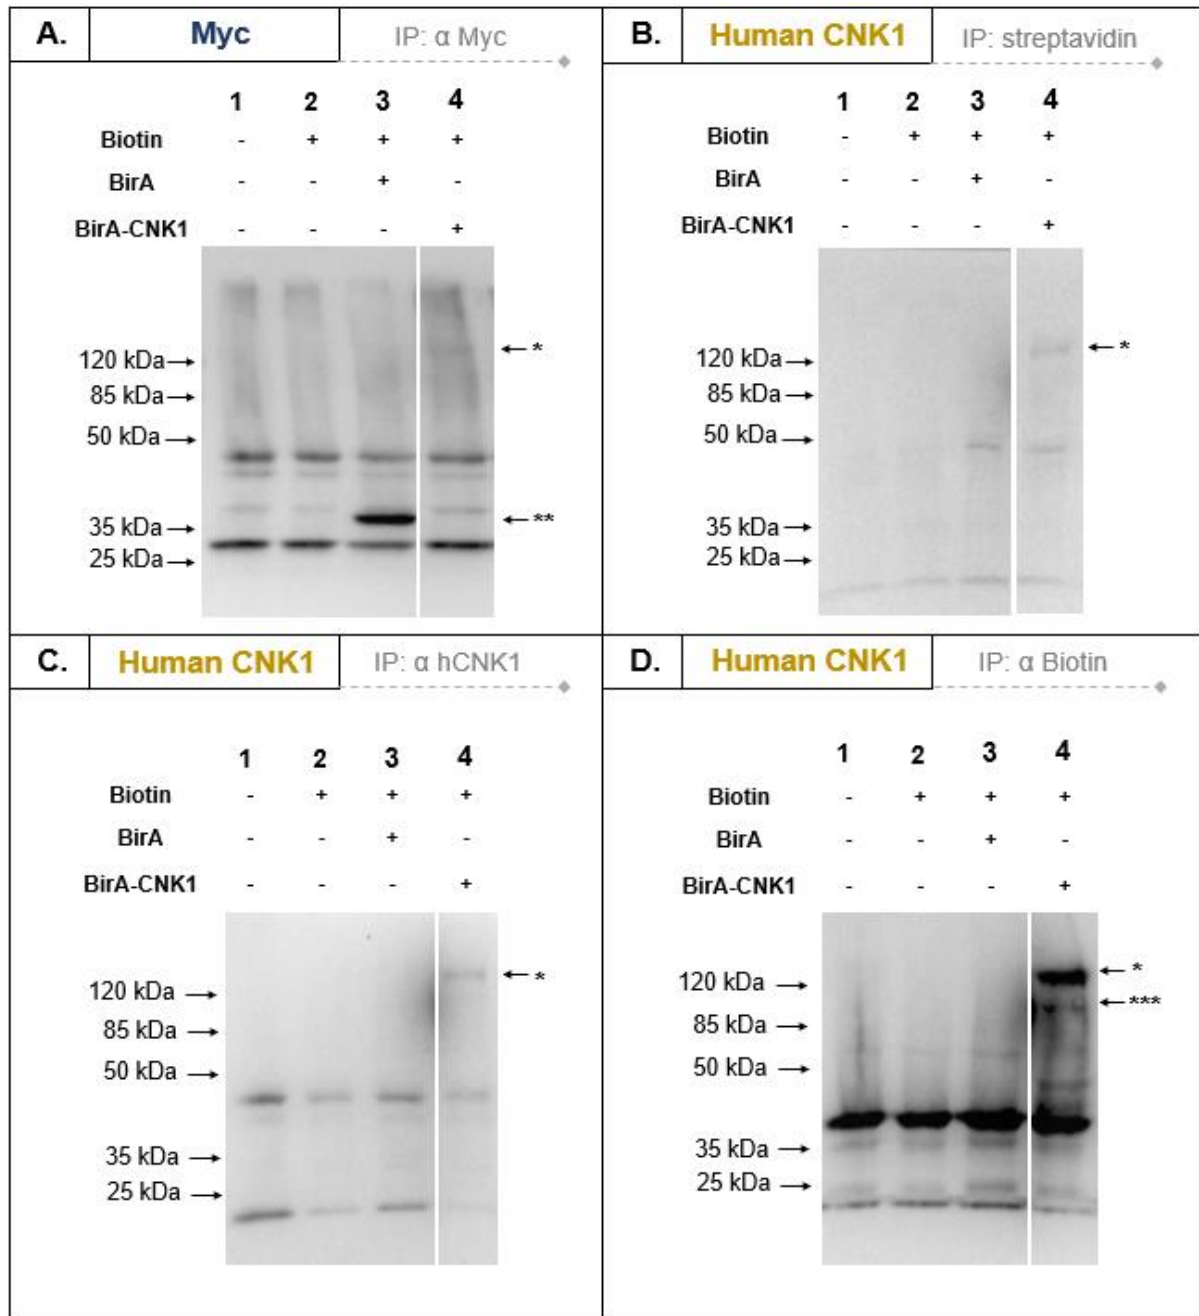 A. Myc IP: α Myc
1 2 3 4
Biotin - + + +
BirA - - + -
BirA-CNK1 - - - +
120 kDa
*
85 kDa
50 kDa
35 kDa
**
25 kDa
B. Human CNK1 IP: streptavidin
1 2 3 4
Biotin - + + +
BirA - - + -
BirA-CNK1 - - - +
120 kDa
*
85 kDa
50 kDa
35 kDa
25 kDa
C. Human CNK1 IP: α hCNK1
1 2 3 4
Biotin - + + +
BirA - - + -
BirA-CNK1 - - - +
*
120 kDa
85 kDa
50 kDa
35 kDa
25 kDa
D. Human CNK1 IP: α Biotin
1 2 3 4
Biotin - + + +
BirA - - + -
BirA-CNK1 - - - +
*
120 kDa
***
85 kDa
50 kDa
35 kDa
25 kDa